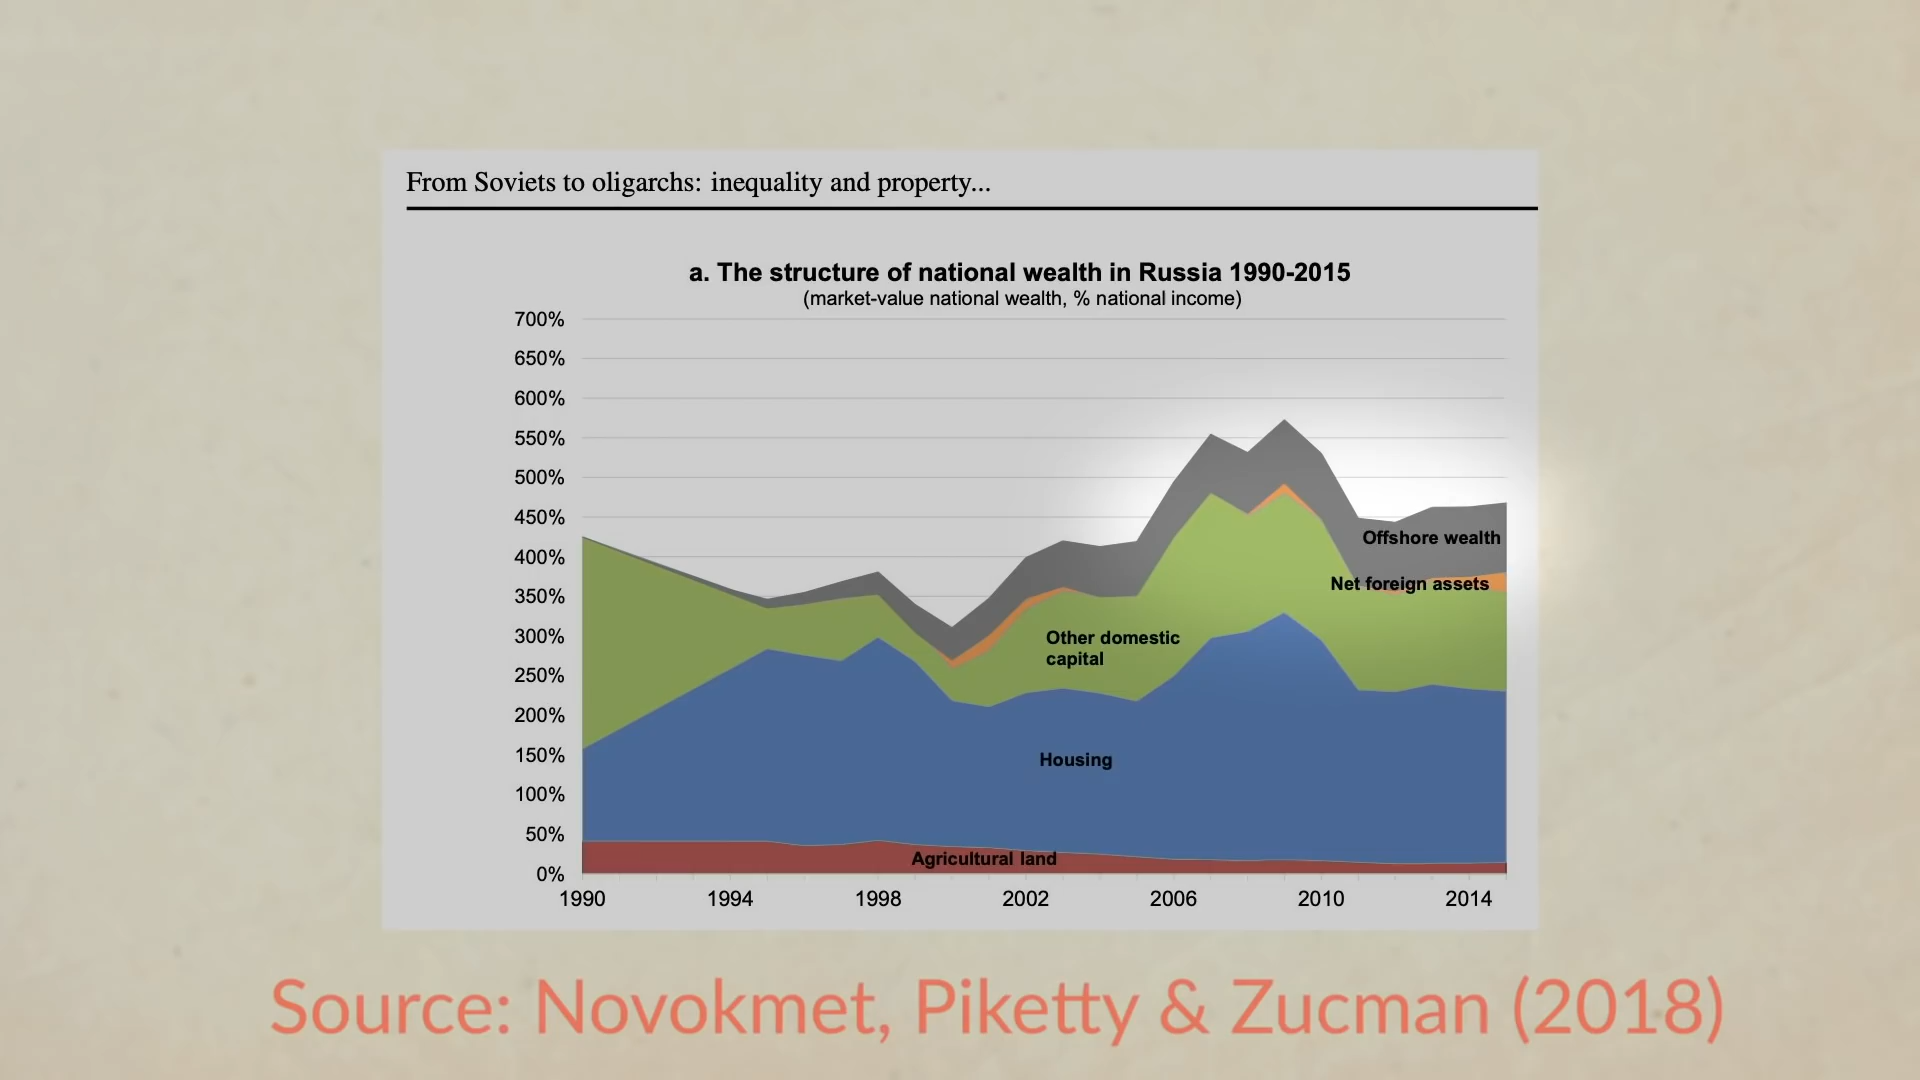 From Soviets to oligarchs: inequality and property...
a. The structure of national wealth in Russia 1990-2015
(market-value national wealth, % national income)
700%
650%
600%
550%
500%
450%
400%
350%
300%
250%
200%
150%
100%
50%
0%
Offshore wealth
Net foreign assets
Other domestic
capital
Housing
Agricultural land
1990 1994 1998 2002 2006 2010 2014
Source: Novokmet, Piketty & Zucman (2018)